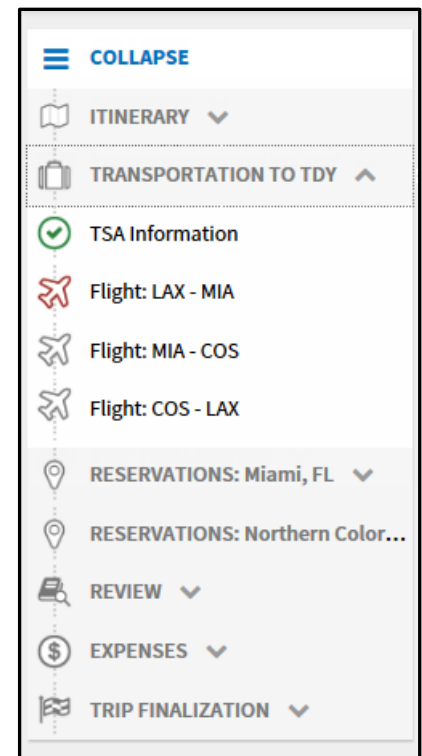 COLLAPSE
ITINERARY
TRANSPORTATION TO TDY
TSA Information
Flight: LAX - MIA
Flight: MIA - COS
Flight: COS - LAX
RESERVATIONS: Miami, FL
RESERVATIONS: Northern Color...
REVIEW
EXPENSES
TRIP FINALIZATION